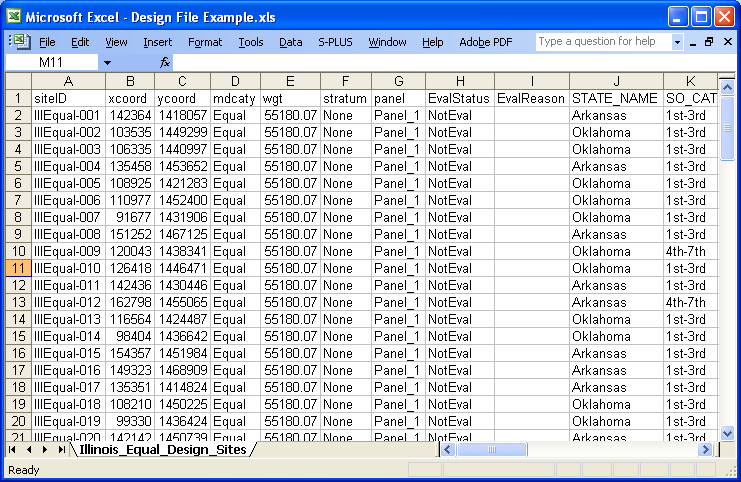 Microsoft Excel - Design File Example.xls
File Edit View Insert Format Tools Data S-PLUS Window Help Adobe PDF Type a question for help
M11 fx
A B C D E F G H I J K
1 siteID xcoord ycoord mdcaty wgt stratum panel EvalStatus EvalReason STATE_NAME SO_CAT
2 IllEqual-001 142364 1418057 Equal 55180.07 None Panel_1 NotEval Arkansas 1st-3rd
3 IllEqual-002 103535 1449299 Equal 55180.07 None Panel_1 NotEval Oklahoma 1st-3rd
4 IllEqual-003 106335 1440997 Equal 55180.07 None Panel_1 NotEval Oklahoma 1st-3rd
5 IllEqual-004 135458 1453652 Equal 55180.07 None Panel_1 NotEval Arkansas 1st-3rd
6 IllEqual-005 108925 1421283 Equal 55180.07 None Panel_1 NotEval Oklahoma 1st-3rd
7 IllEqual-006 110977 1452400 Equal 55180.07 None Panel_1 NotEval Oklahoma 1st-3rd
8 IllEqual-007 91677 1431906 Equal 55180.07 None Panel_1 NotEval Oklahoma 1st-3rd
9 IllEqual-008 151252 1467125 Equal 55180.07 None Panel_1 NotEval Arkansas 1st-3rd
10 IllEqual-009 120043 1438341 Equal 55180.07 None Panel_1 NotEval Oklahoma 4th-7th
11 IllEqual-010 126418 1446471 Equal 55180.07 None Panel_1 NotEval Oklahoma 1st-3rd
12 IllEqual-011 142436 1430446 Equal 55180.07 None Panel_1 NotEval Arkansas 1st-3rd
13 IllEqual-012 162798 1455065 Equal 55180.07 None Panel_1 NotEval Arkansas 4th-7th
14 IllEqual-013 116564 1424487 Equal 55180.07 None Panel_1 NotEval Oklahoma 1st-3rd
15 IllEqual-014 98404 1436642 Equal 55180.07 None Panel_1 NotEval Oklahoma 1st-3rd
16 IllEqual-015 154357 1451984 Equal 55180.07 None Panel_1 NotEval Arkansas 1st-3rd
17 IllEqual-016 149323 1468909 Equal 55180.07 None Panel_1 NotEval Arkansas 1st-3rd
18 IllEqual-017 135351 1414824 Equal 55180.07 None Panel_1 NotEval Arkansas 1st-3rd
19 IllEqual-018 108210 1450225 Equal 55180.07 None Panel_1 NotEval Oklahoma 1st-3rd
20 IllEqual-019 99330 1436424 Equal 55180.07 None Panel_1 NotEval Oklahoma 1st-3rd
21 IllEqual-020 142142 1450739 Equal 55180.07 None Panel_1 NotEval Arkansas 1st-3rd
Illinois_Equal_Design_Sites
Ready